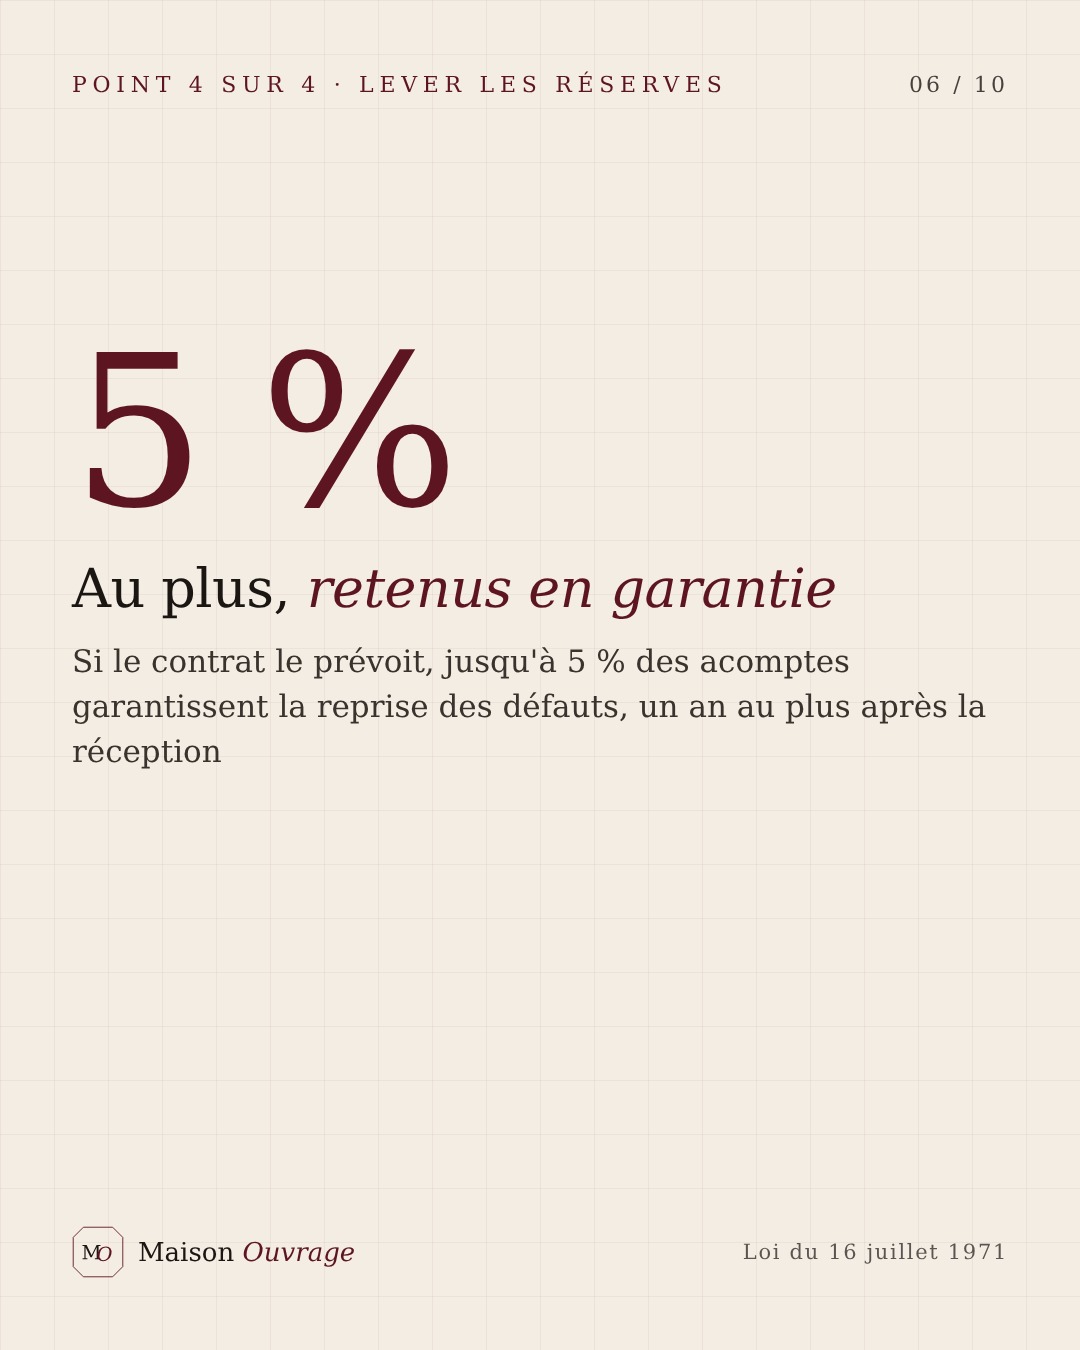 POINT 4 SUR 4 · LEVER LES RÉSERVES
06 / 10
5 %
Au plus, retenus en garantie
Si le contrat le prévoit, jusqu'à 5 % des acomptes
garantissent la reprise des défauts, un an au plus après la
réception
MO
Maison Ouvrage
Loi du 16 juillet 1971